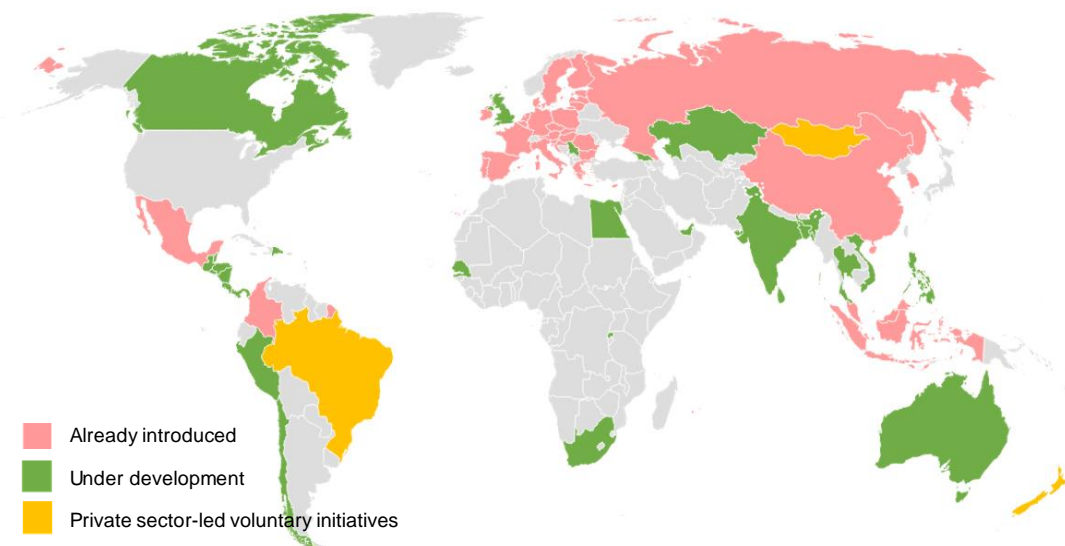 Already introduced
Under development
Private sector-led voluntary initiatives